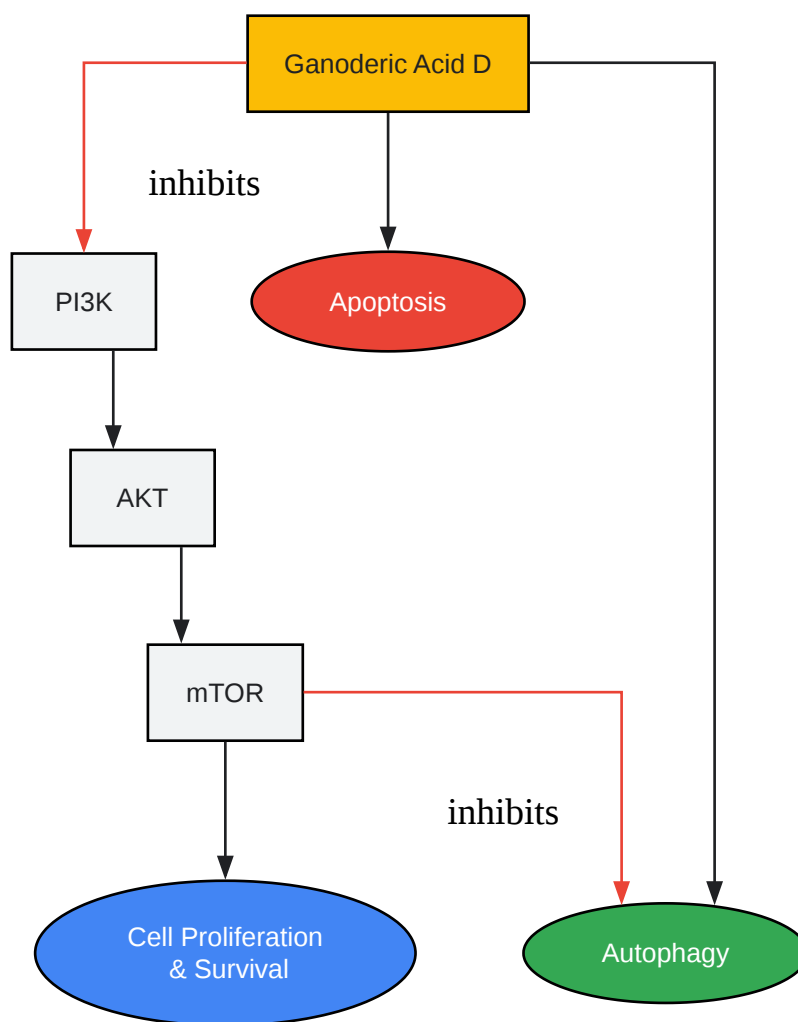 Ganoderic Acid D
inhibits
PI3K
Apoptosis
AKT
mTOR
inhibits
Cell Proliferation
& Survival
Autophagy